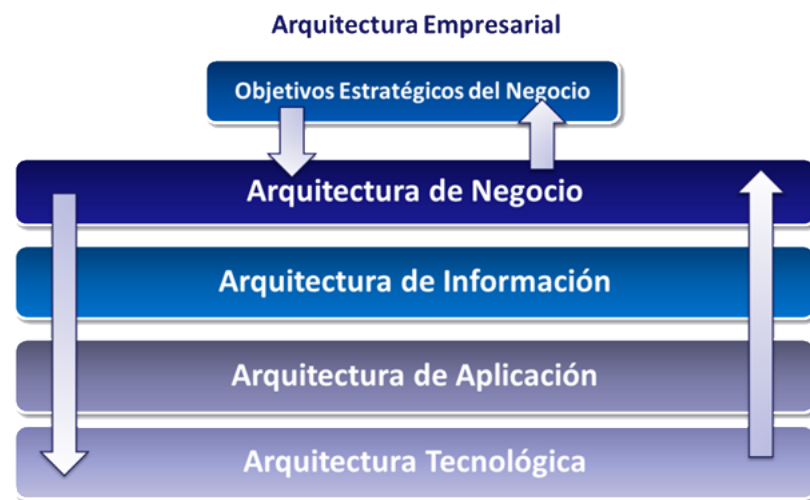 Arquitectura Empresarial
Objetivos Estratégicos del Negocio
Arquitectura de Negocio
Arquitectura de Información
Arquitectura de Aplicación
Arquitectura Tecnológica